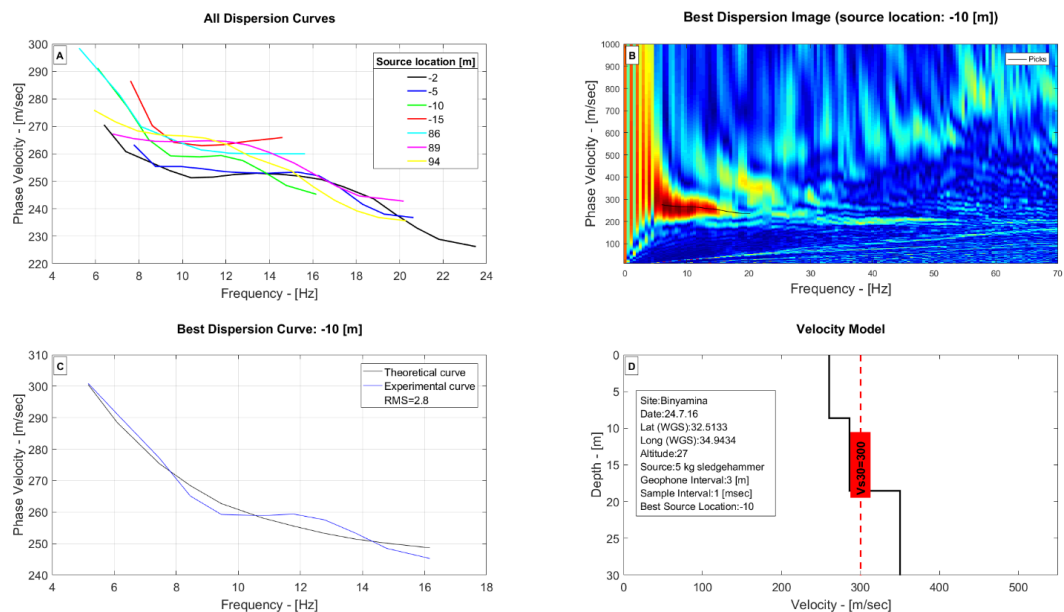 All Dispersion Curves
A
Source location [m]
-2
-5
-10
-15
86
89
94
300
290
280
270
260
250
240
230
220
4
6
8
10
12
14
16
18
20
22
24
Phase Velocity - [m/sec]
Frequency - [Hz]
Best Dispersion Image (source location: -10 [m])
B
Picks
1000
900
800
700
600
500
400
300
200
100
0
10
20
30
40
50
60
70
Phase Velocity - [m/sec]
Frequency - [Hz]
Best Dispersion Curve: -10 [m]
C
Theoretical curve
Experimental curve
RMS=2.8
310
300
290
280
270
260
250
240
4
6
8
10
12
14
16
18
Phase Velocity - [m/sec]
Frequency - [Hz]
Velocity Model
D
Site:Binyamina
Date:24.7.16
Lat (WGS):32.5133
Long (WGS):34.9434
Altitude:27
Source:5 kg sledgehammer
Geophone Interval:3 [m]
Sample Interval:1 [msec]
Best Source Location:-10
Vs30=300
0
5
10
15
20
25
30
0
100
200
300
400
500
Depth - [m]
Velocity - [m/sec]